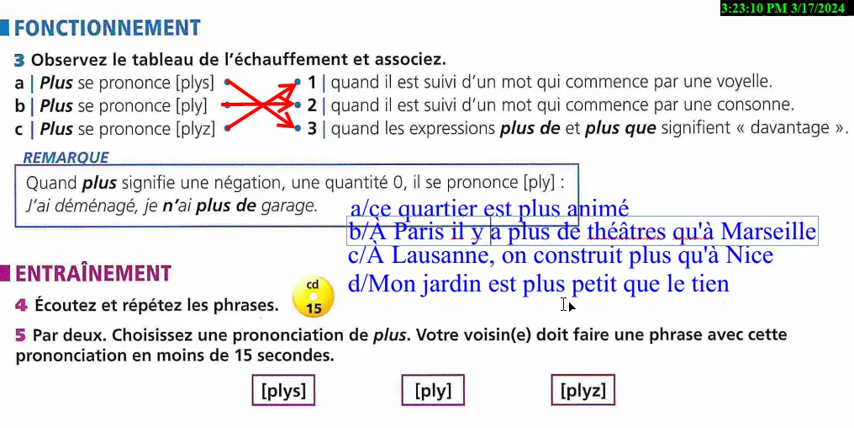 3:23:10 PM 3/17/2024
FONCTIONNEMENT
3 Observez le tableau de l'échauffement et associez.
a | Plus se prononce [plys]
1 | quand il est suivi d'un mot qui commence par une voyelle.
b | Plus se prononce [ply]
2 | quand il est suivi d'un mot qui commence par une consonne.
c | Plus se prononce [plyz]
3 | quand les expressions plus de et plus que signifient « davantage ».
REMARQUE
Quand plus signifie une négation, une quantité 0, il se prononce [ply] :
J'ai déménagé, je n'ai plus de garage.
a/ce quartier est plus animé
b/À Paris il y a plus de théâtres qu'à Marseille
c/À Lausanne, on construit plus qu'à Nice
d/Mon jardin est plus petit que le tien
ENTRAÎNEMENT
4 Écoutez et répétez les phrases.
cd
15
5 Par deux. Choisissez une prononciation de plus. Votre voisin(e) doit faire une phrase avec cette
prononciation en moins de 15 secondes.
[plys] [ply] [plyz]